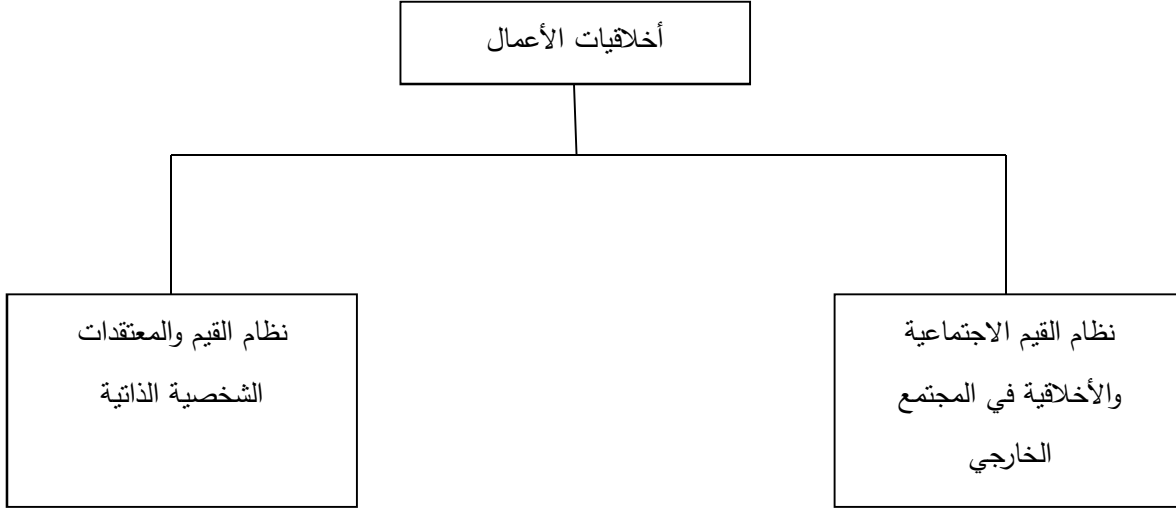 أخلاقيات الأعمال
نظام القيم الاجتماعية
والأخلاقية في المجتمع
الخارجي
نظام القيم والمعتقدات
الشخصية الذاتية